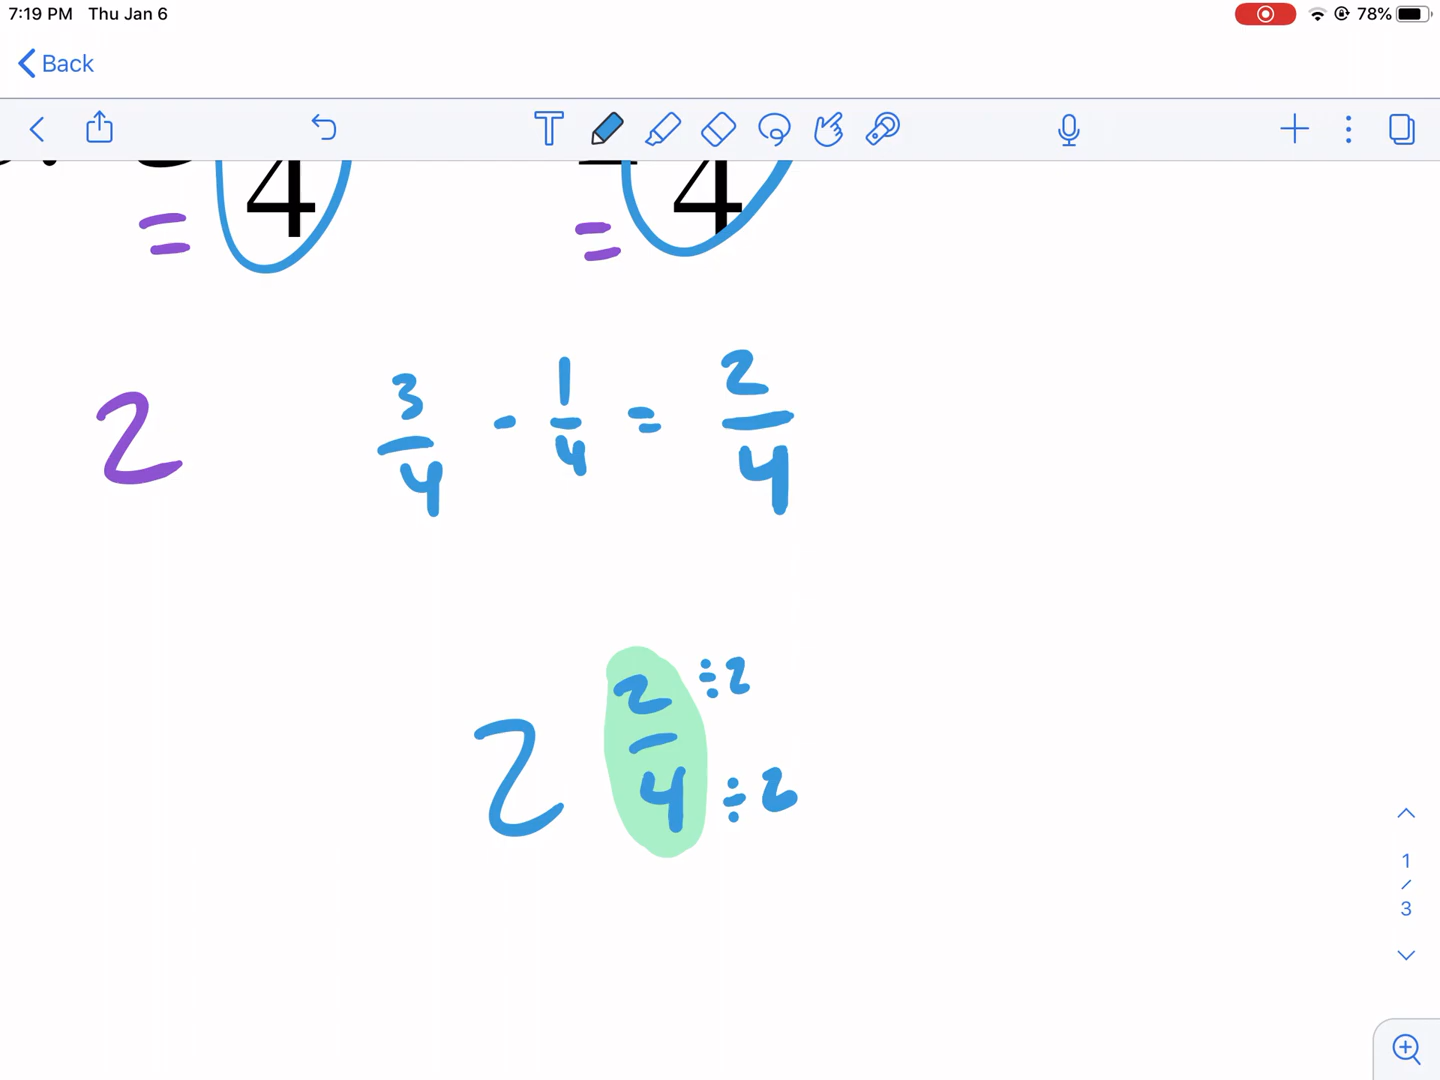 7:19 PM Thu Jan 6 78%
Back
T
4 4
= =
2 3/4 - 1/4 = 2/4
2 2/4 ÷2 ÷2
1
/
3